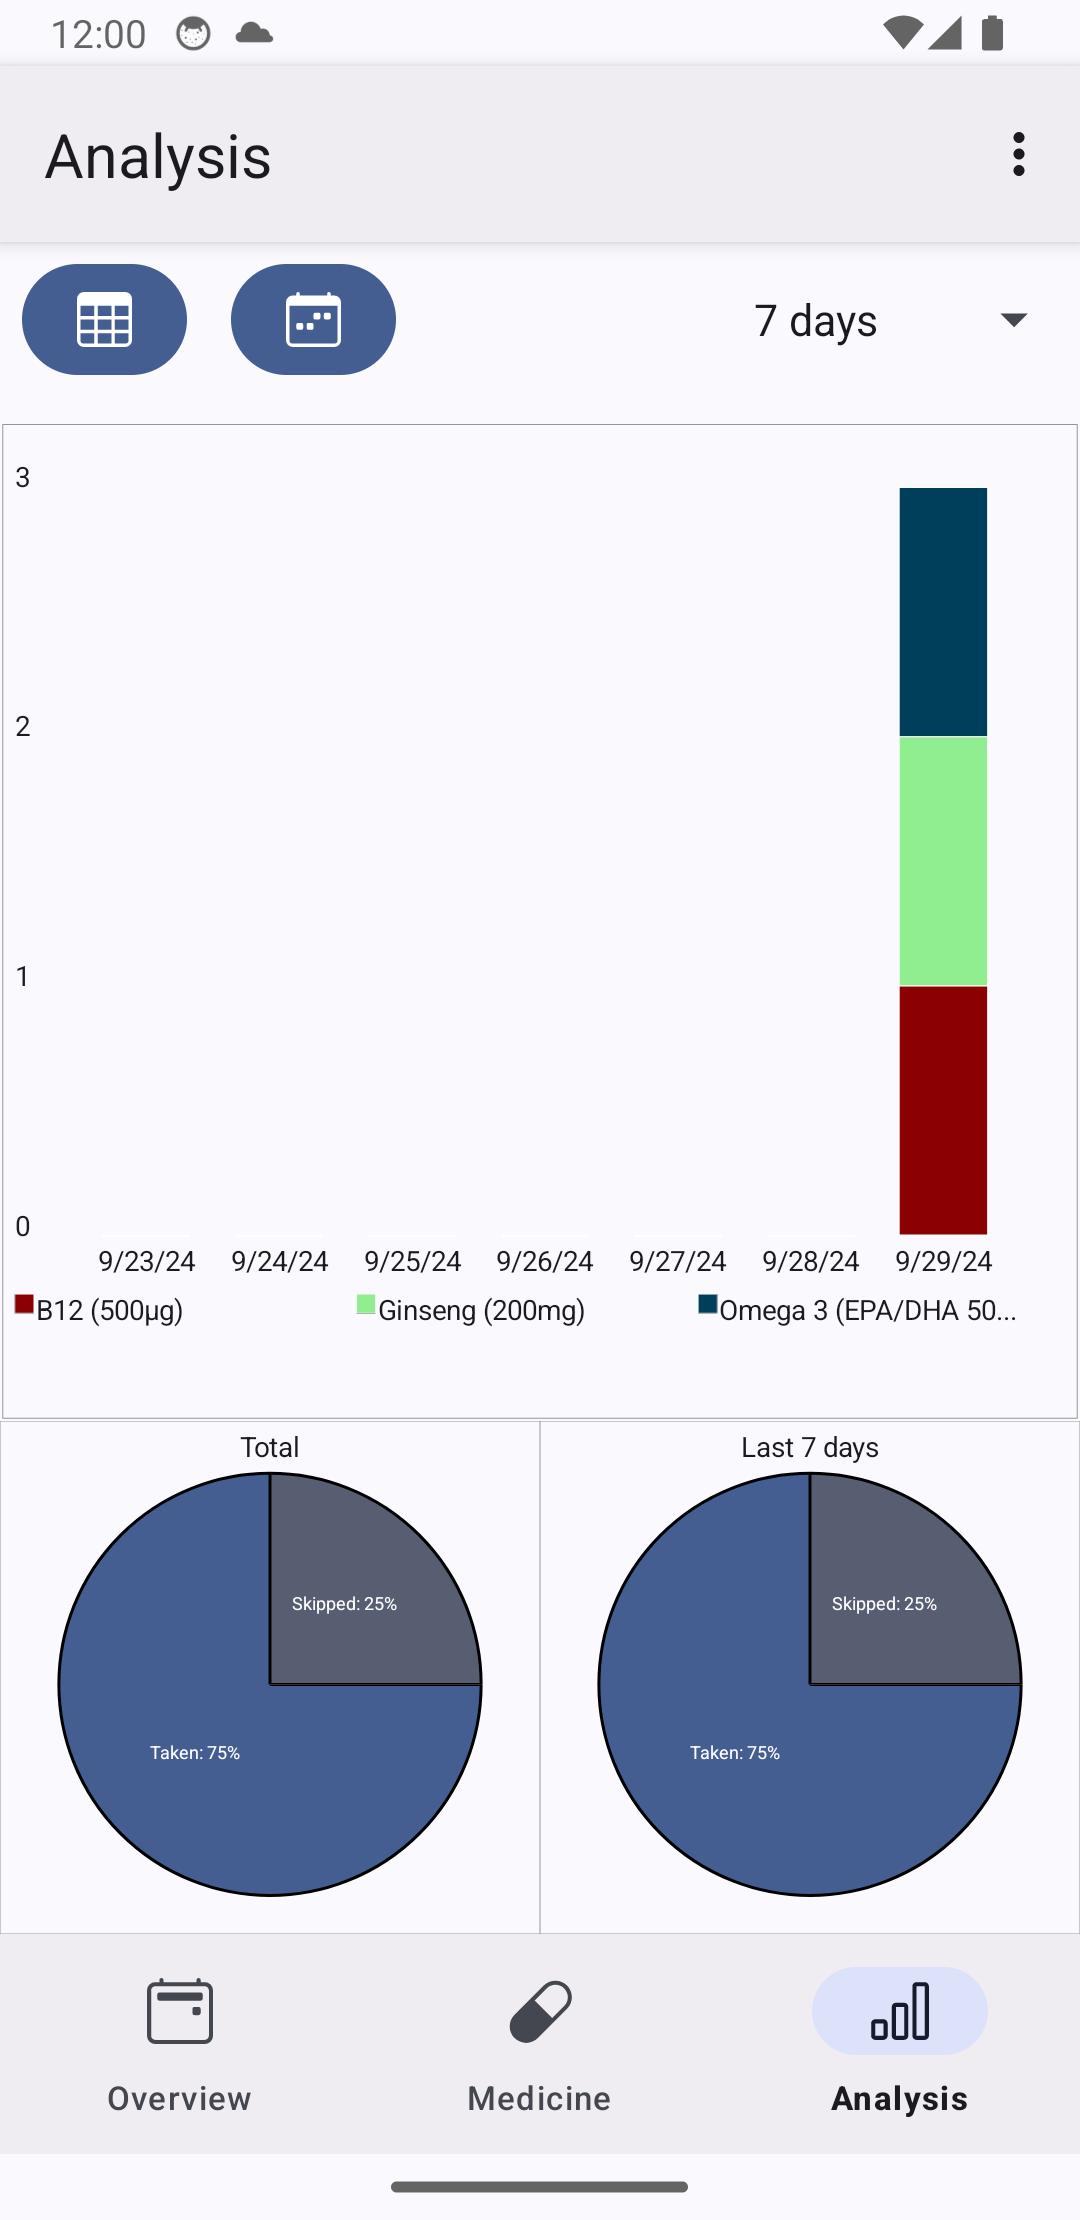 12:00
Analysis
7 days
3
2
1
0
9/23/24 9/24/24 9/25/24 9/26/24 9/27/24 9/28/24 9/29/24
B12 (500µg) Ginseng (200mg) Omega 3 (EPA/DHA 50...
Total Last 7 days
Skipped: 25% Skipped: 25%
Taken: 75% Taken: 75%
Overview Medicine Analysis